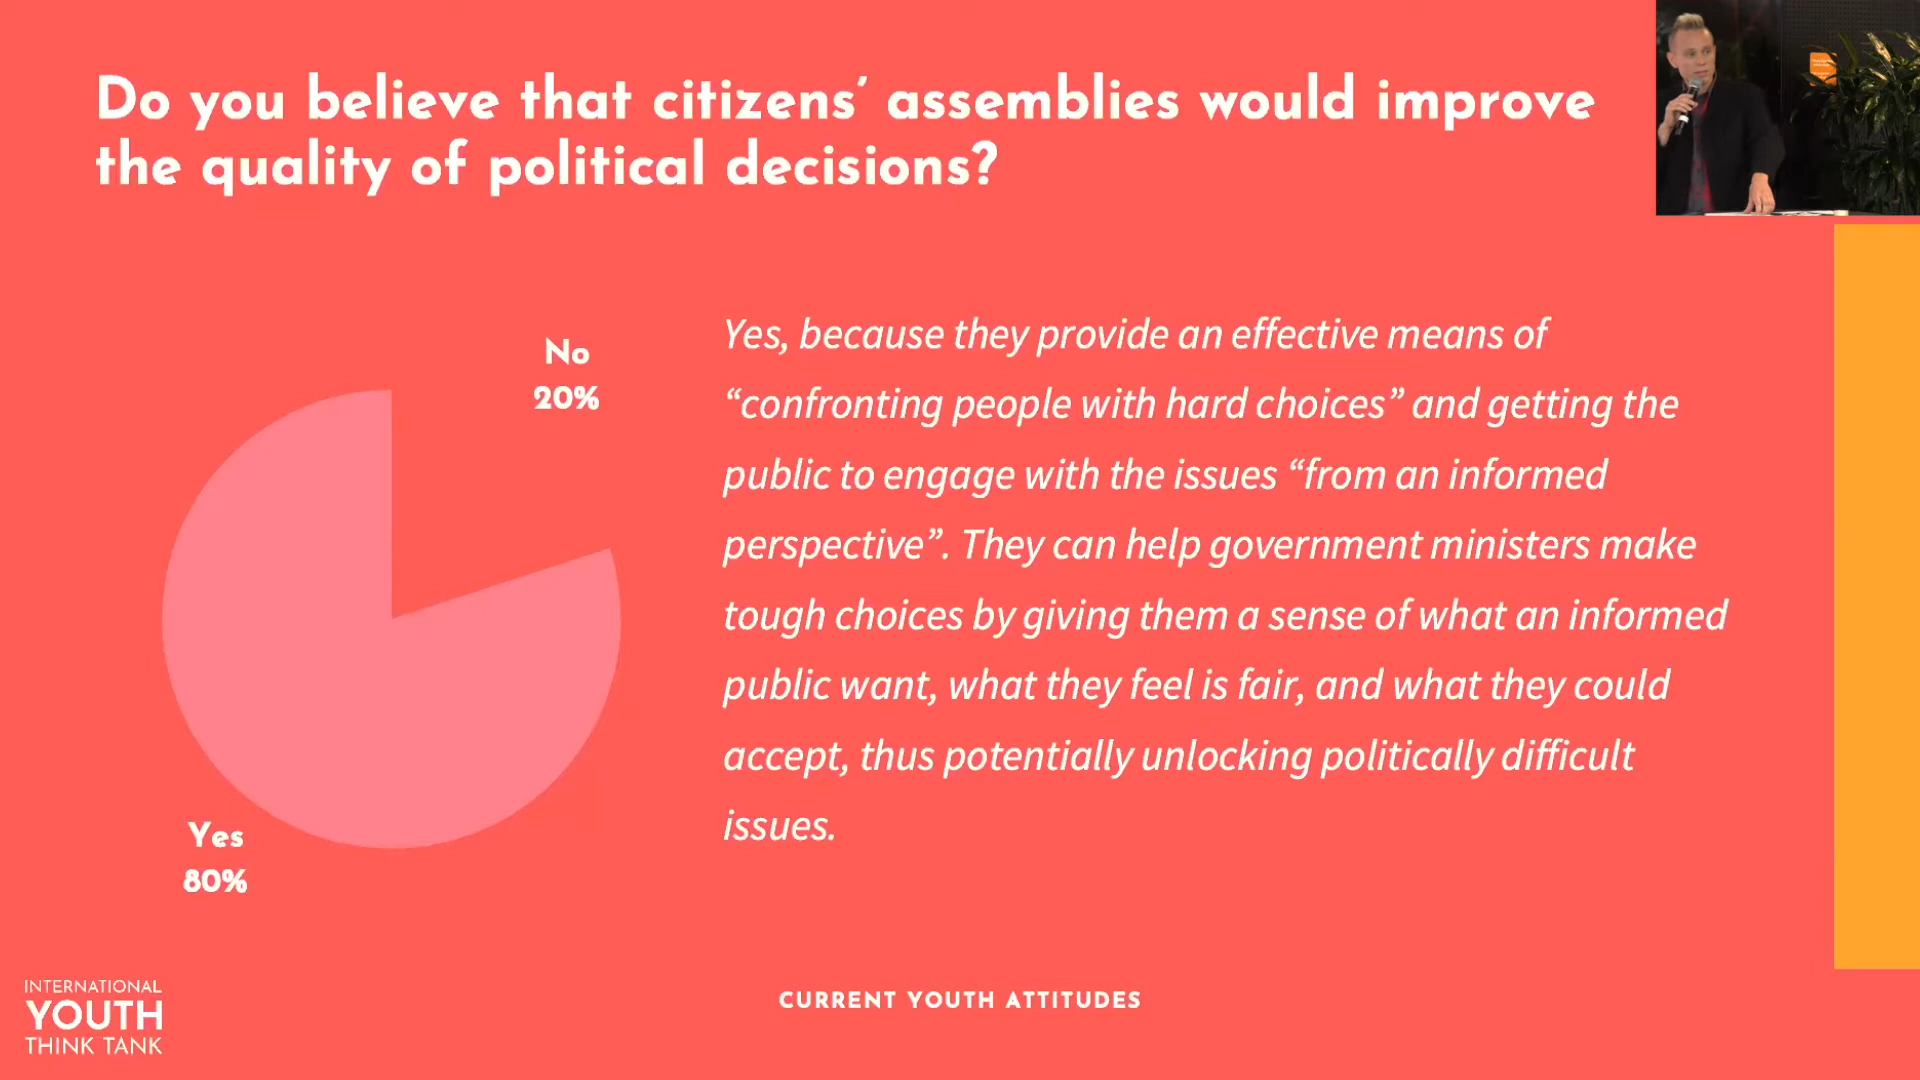 Do you believe that citizens’ assemblies would improve
the quality of political decisions?
No
20%
Yes
80%
Yes, because they provide an effective means of
“confronting people with hard choices” and getting the
public to engage with the issues “from an informed
perspective”. They can help government ministers make
tough choices by giving them a sense of what an informed
public want, what they feel is fair, and what they could
accept, thus potentially unlocking politically difficult
issues.
INTERNATIONAL
YOUTH
THINK TANK
CURRENT YOUTH ATTITUDES